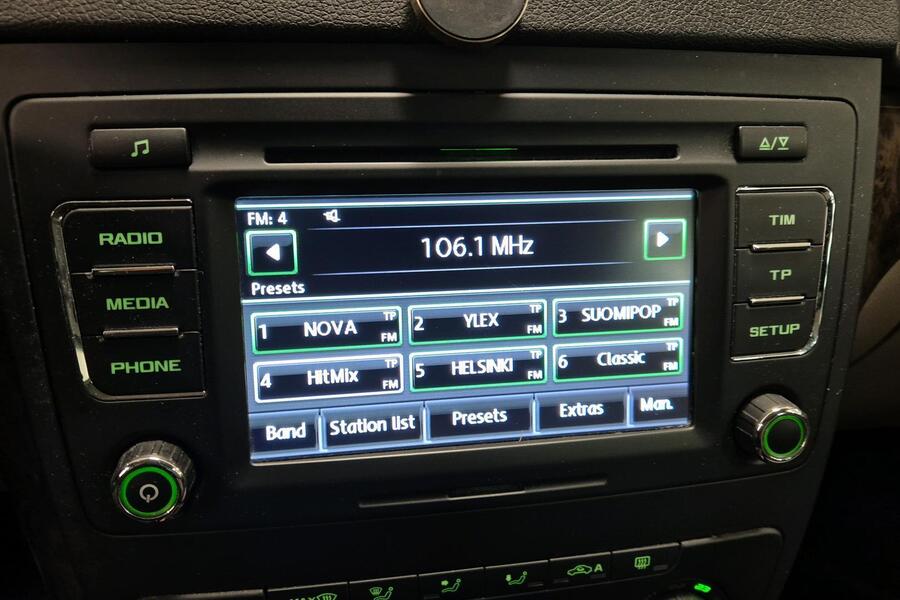 RADIO
MEDIA
PHONE
TIM
TP
SETUP
FM: 4
106.1 MHz
Presets
1 NOVA TP FM
2 YLEX TP FM
3 SUOMIPOP TP FM
4 HitMix TP FM
5 HELSINKI TP FM
6 Classic TP FM
Band Station list Presets Extras Man.
MAX
A